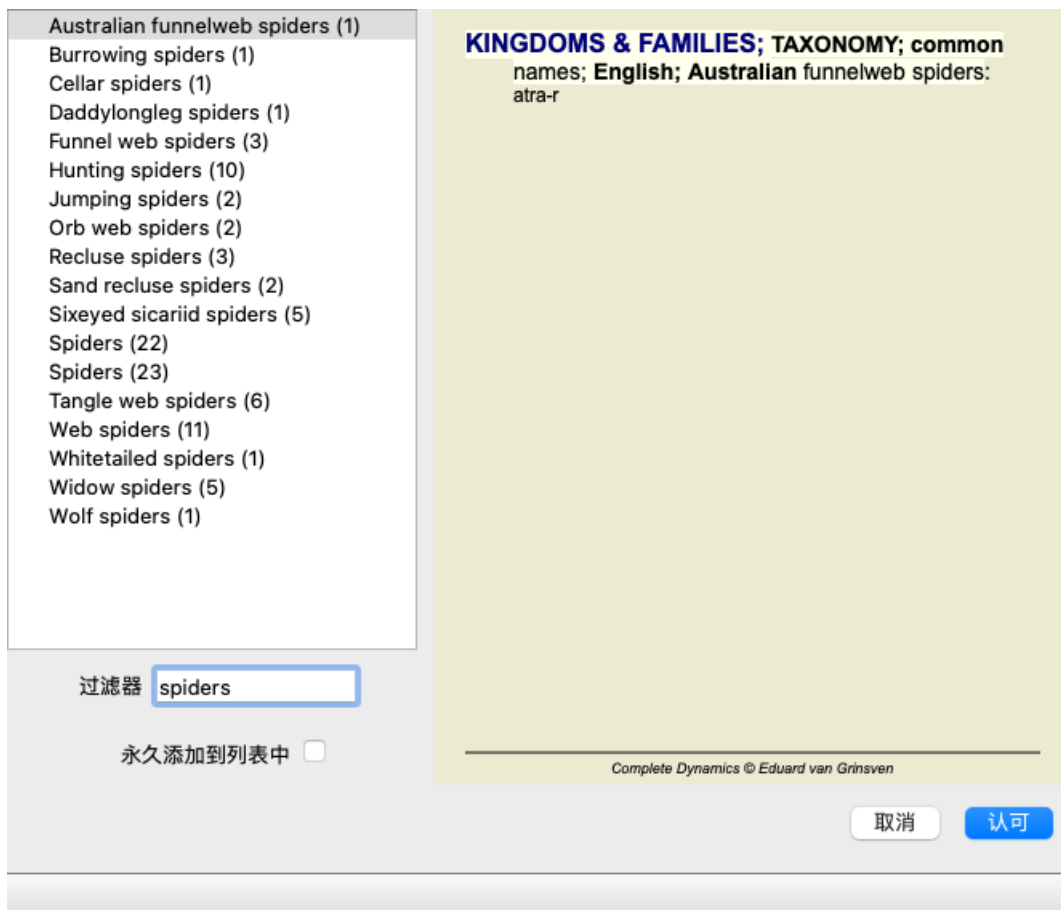 Australian funnelweb spiders (1)
Burrowing spiders (1)
Cellar spiders (1)
Daddylongleg spiders (1)
Funnel web spiders (3)
Hunting spiders (10)
Jumping spiders (2)
Orb web spiders (2)
Recluse spiders (3)
Sand recluse spiders (2)
Sixeyed sicariid spiders (5)
Spiders (22)
Spiders (23)
Tangle web spiders (6)
Web spiders (11)
Whitetailed spiders (1)
Widow spiders (5)
Wolf spiders (1)
过滤器 spiders
永久添加到列表中
KINGDOMS & FAMILIES; TAXONOMY; common
names; English; Australian funnelweb spiders:
atra-r
Complete Dynamics © Eduard van Grinsven
取消 认可